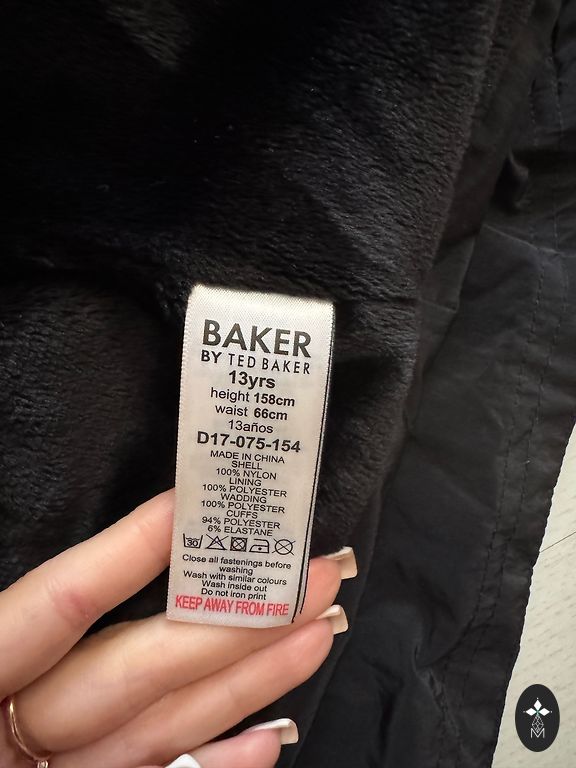 BAKER
BY TED BAKER
13yrs
height 158cm
waist 66cm
13años
D17-075-154
MADE IN CHINA
SHELL
100% NYLON
LINING
100% POLYESTER
WADDING
100% POLYESTER
CUFFS
94% POLYESTER
6% ELASTANE
30
Close all fastenings before
washing
Wash with similar colours
Wash inside out
Do not iron print
KEEP AWAY FROM FIRE
M